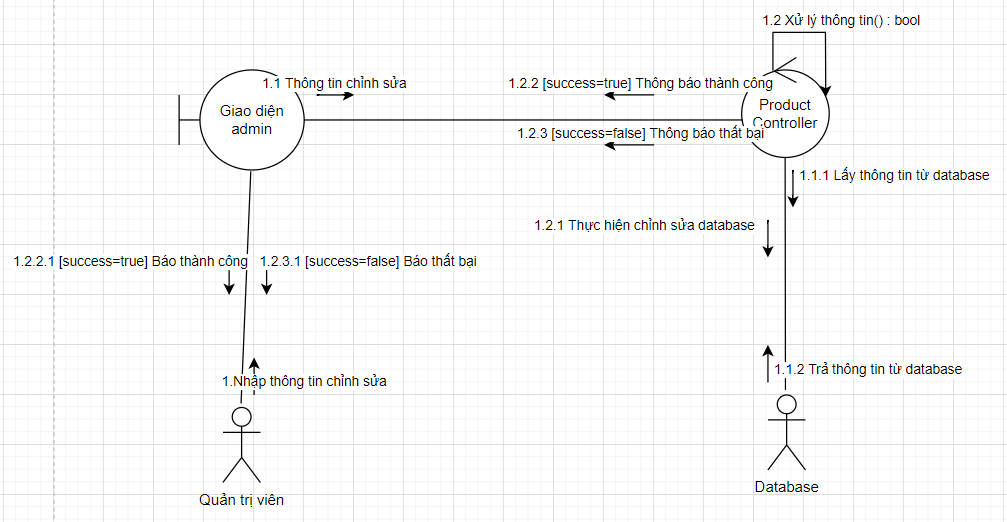 1.2 Xử lý thông tin() : bool
1.1 Thông tin chỉnh sửa
1.2.2 [success=true] Thông báo thành công
Giao diện
admin
Product
Controller
1.2.3 [success=false] Thông báo thất bại
1.1.1 Lấy thông tin từ database
1.2.1 Thực hiện chỉnh sửa database
1.2.2.1 [success=true] Báo thành công
1.2.3.1 [success=false] Báo thất bại
1.1.2 Trả thông tin từ database
1.Nhập thông tin chỉnh sửa
Database
Quản trị viên